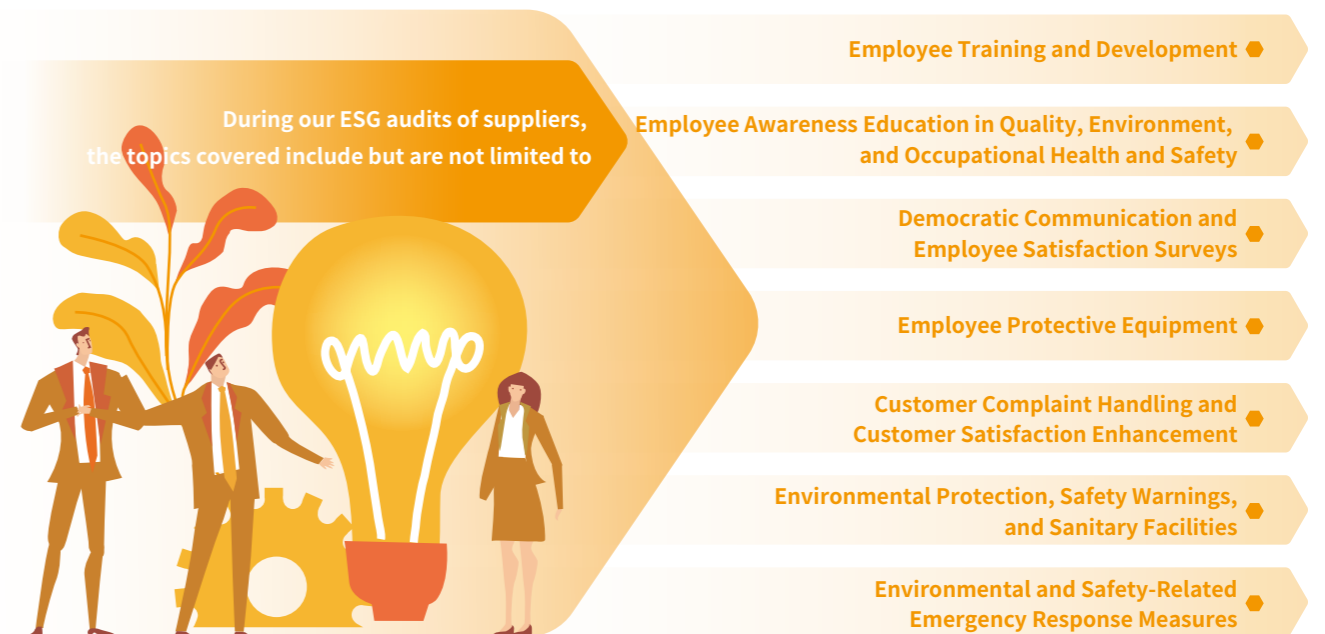 During our ESG audits of suppliers,
the topics covered include but are not limited to
Employee Training and Development
Employee Awareness Education in Quality, Environment,
and Occupational Health and Safety
Democratic Communication and
Employee Satisfaction Surveys
Employee Protective Equipment
Customer Complaint Handling and
Customer Satisfaction Enhancement
Environmental Protection, Safety Warnings,
and Sanitary Facilities
Environmental and Safety-Related
Emergency Response Measures